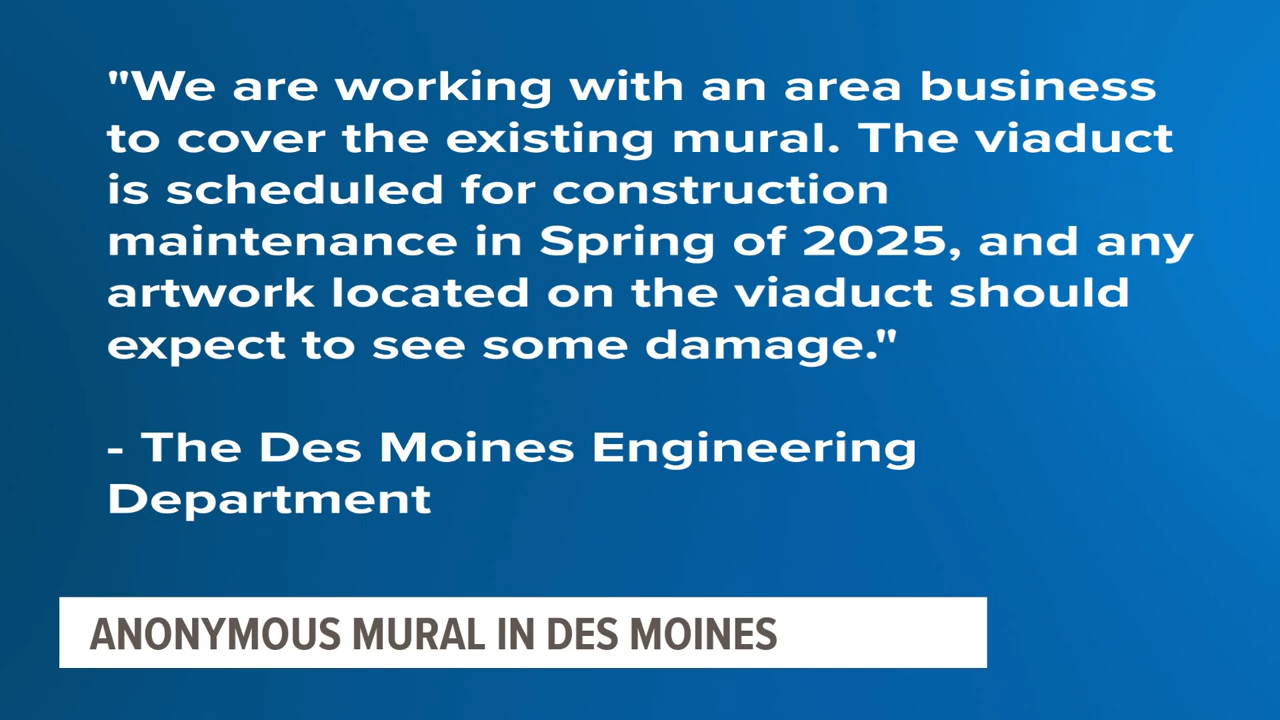 "We are working with an area business
to cover the existing mural. The viaduct
is scheduled for construction
maintenance in Spring of 2025, and any
artwork located on the viaduct should
expect to see some damage."
- The Des Moines Engineering
Department
ANONYMOUS MURAL IN DES MOINES